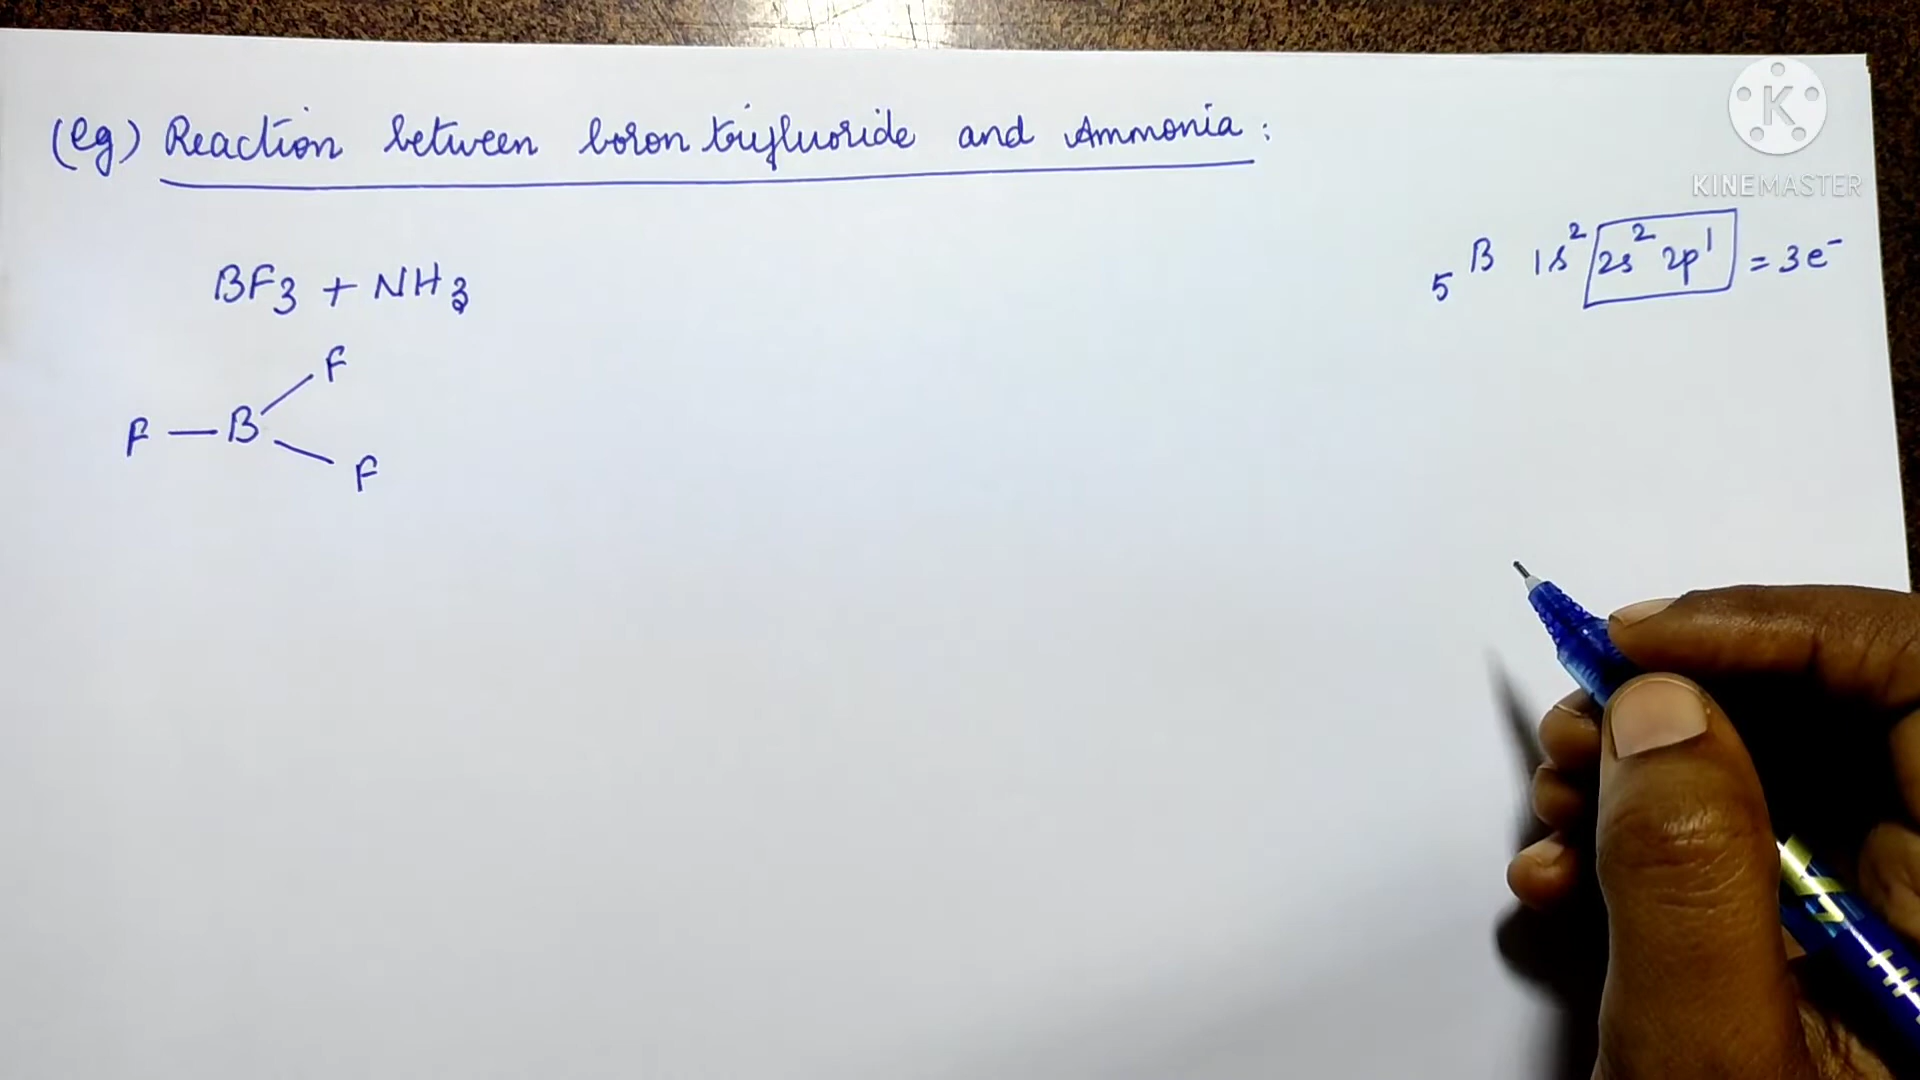 (eg) Reaction between boron trifluoride and Ammonia :
K
KINEMASTER
BF₃ + NH₃
₅B 1s² 2s² 2p¹ = 3e⁻
F
F — B
F